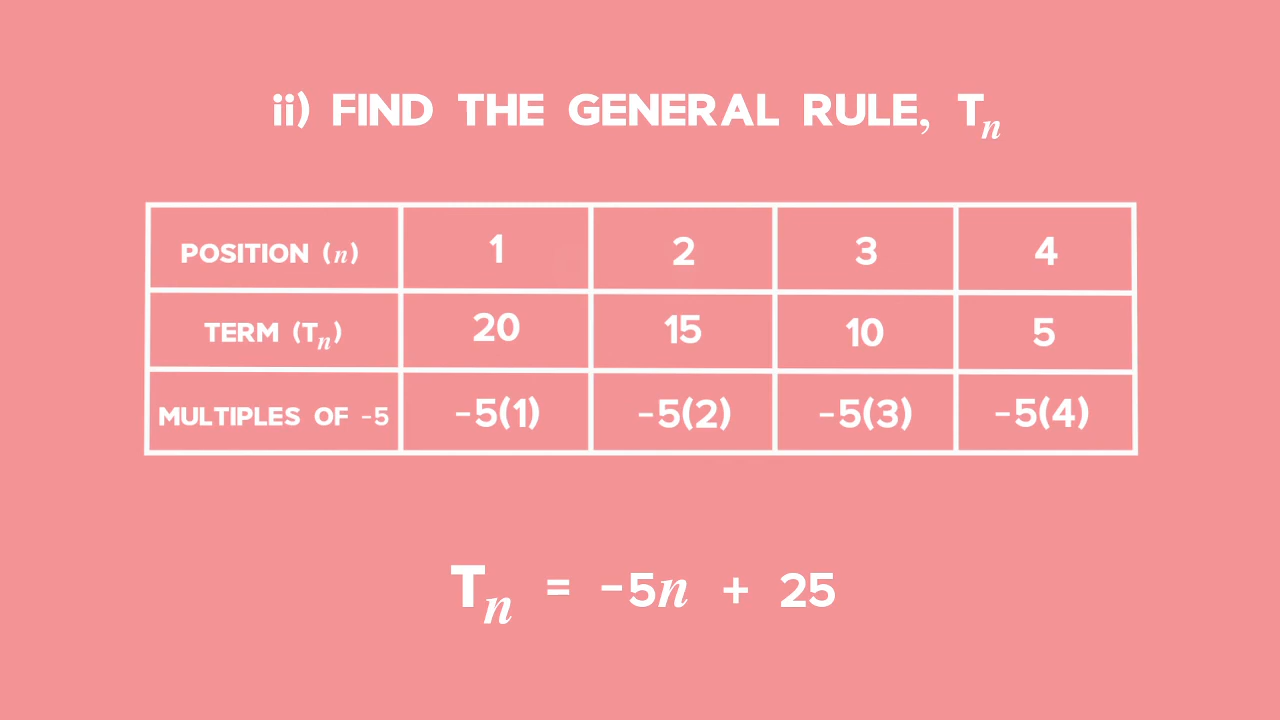 ii) FIND THE GENERAL RULE, Tn
POSITION (n) 1 2 3 4
TERM (Tn) 20 15 10 5
MULTIPLES OF -5 -5(1) -5(2) -5(3) -5(4)
Tn = -5n + 25